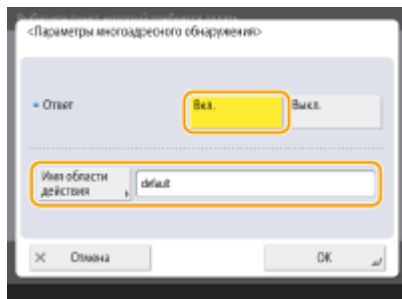 <Параметры многоадресного обнаружения>
Ответ
Вкл.
Выкл.
Имя области
действия
default
Отмена
OK